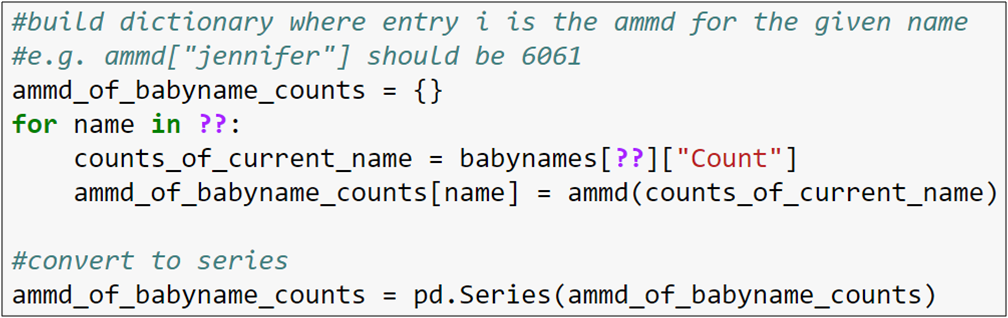 #build dictionary where entry i is the ammd for the given name
#e.g. ammd["jennifer"] should be 6061
ammd_of_babyname_counts = {}
for name in ??:
    counts_of_current_name = babynames[??]["Count"]
    ammd_of_babyname_counts[name] = ammd(counts_of_current_name)

#convert to series
ammd_of_babyname_counts = pd.Series(ammd_of_babyname_counts)